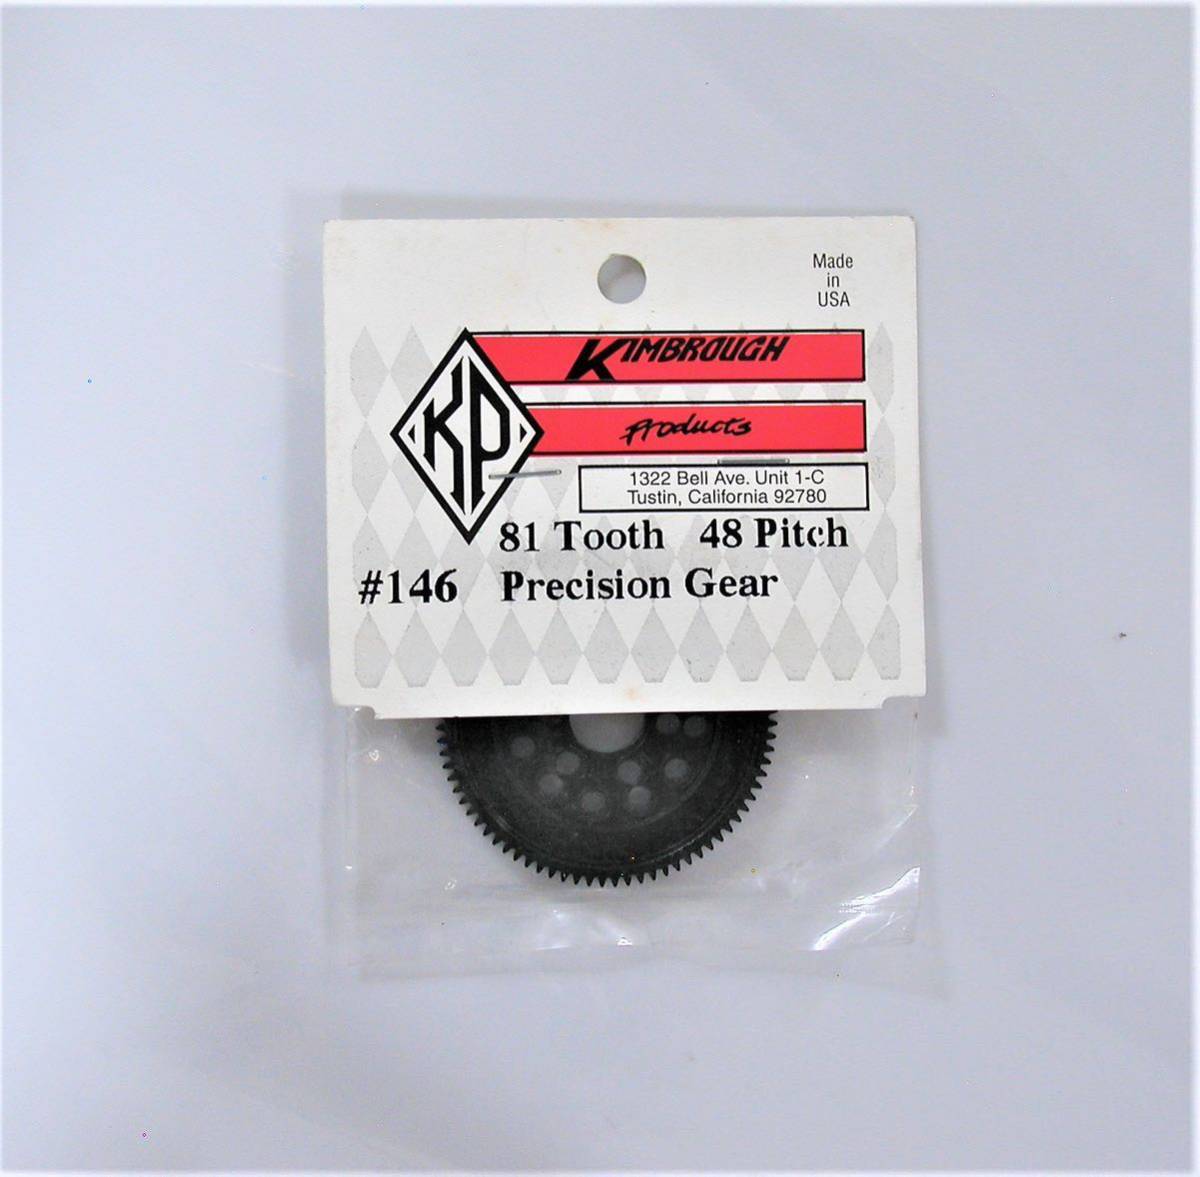 Made
in
USA
KIMBROUGH
KP
Products
1322 Bell Ave. Unit 1-C
Tustin, California 92780
81 Tooth 48 Pitch
#146 Precision Gear